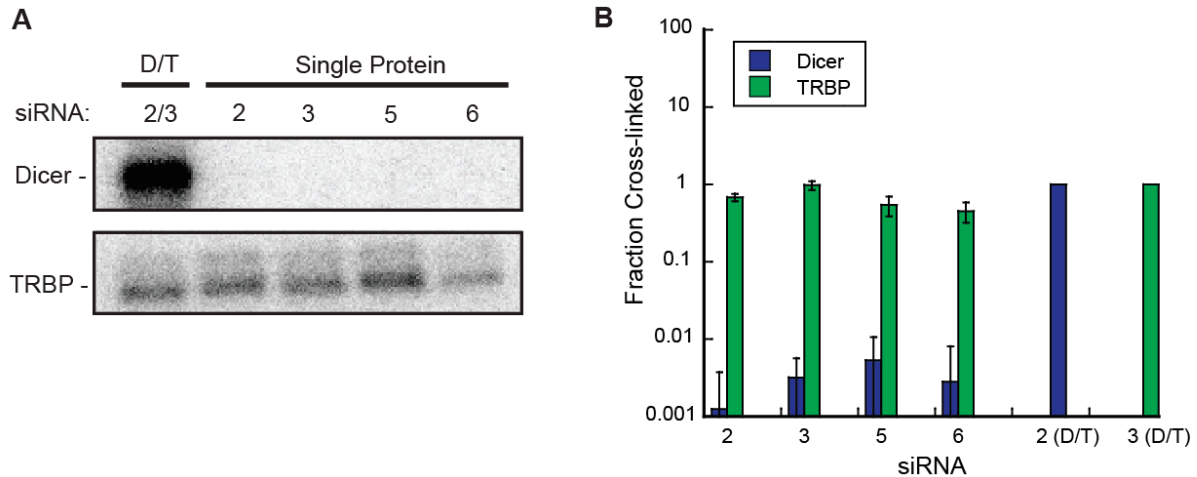 A
D/T Single Protein
siRNA: 2/3 2 3 5 6
Dicer -
TRBP -
B
100
10
1
0.1
0.01
0.001
Fraction Cross-linked
Dicer
TRBP
2 3 5 6 2 (D/T) 3 (D/T)
siRNA